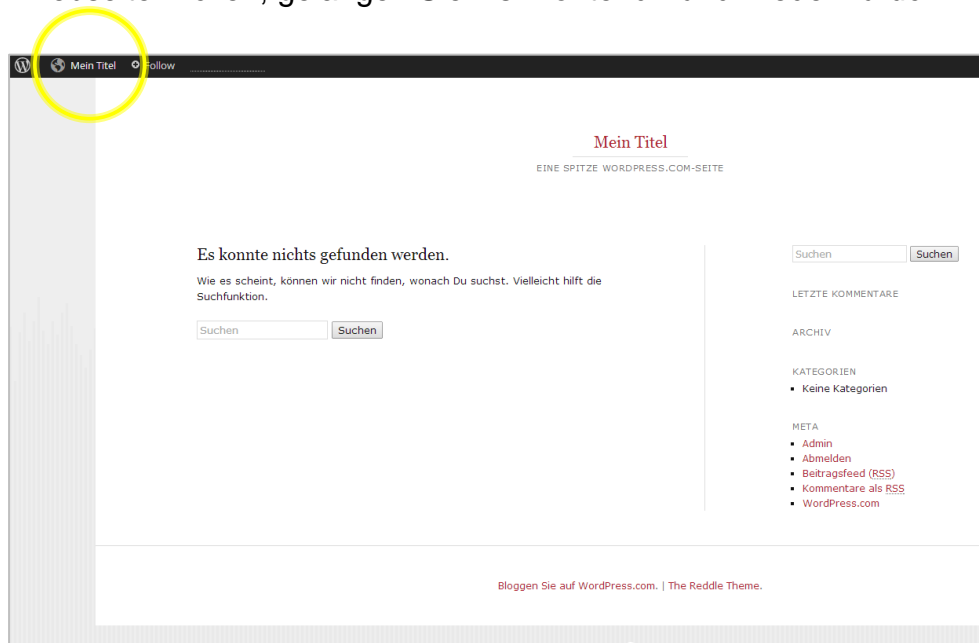 Mein Titel Follow
Mein Titel
EINE SPITZE WORDPRESS.COM-SEITE
Es konnte nichts gefunden werden.
Wie es scheint, können wir nicht finden, wonach Du suchst. Vielleicht hilft die
Suchfunktion.
Suchen Suchen
Suchen Suchen
LETZTE KOMMENTARE
ARCHIV
KATEGORIEN
Keine Kategorien
META
Admin
Abmelden
Beitragsfeed (RSS)
Kommentare als RSS
WordPress.com
Bloggen Sie auf WordPress.com. | The Reddle Theme.